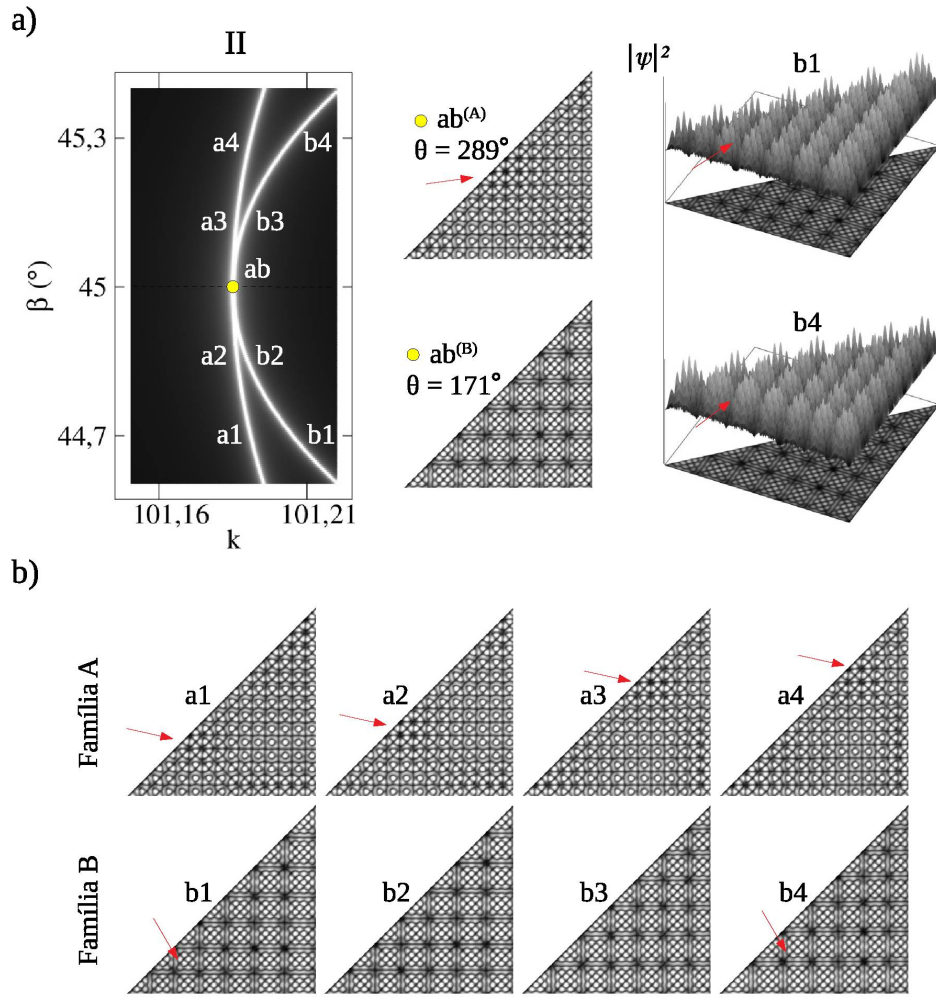 a)
II
a4
b4
a3
b3
ab
a2
b2
a1
b1
45,3
45
44,7
β (°)
101,16
101,21
k
ab(A)
θ = 289°
ab(B)
θ = 171°
|ψ|²
b1
b4
b)
Família A
a1
a2
a3
a4
Família B
b1
b2
b3
b4